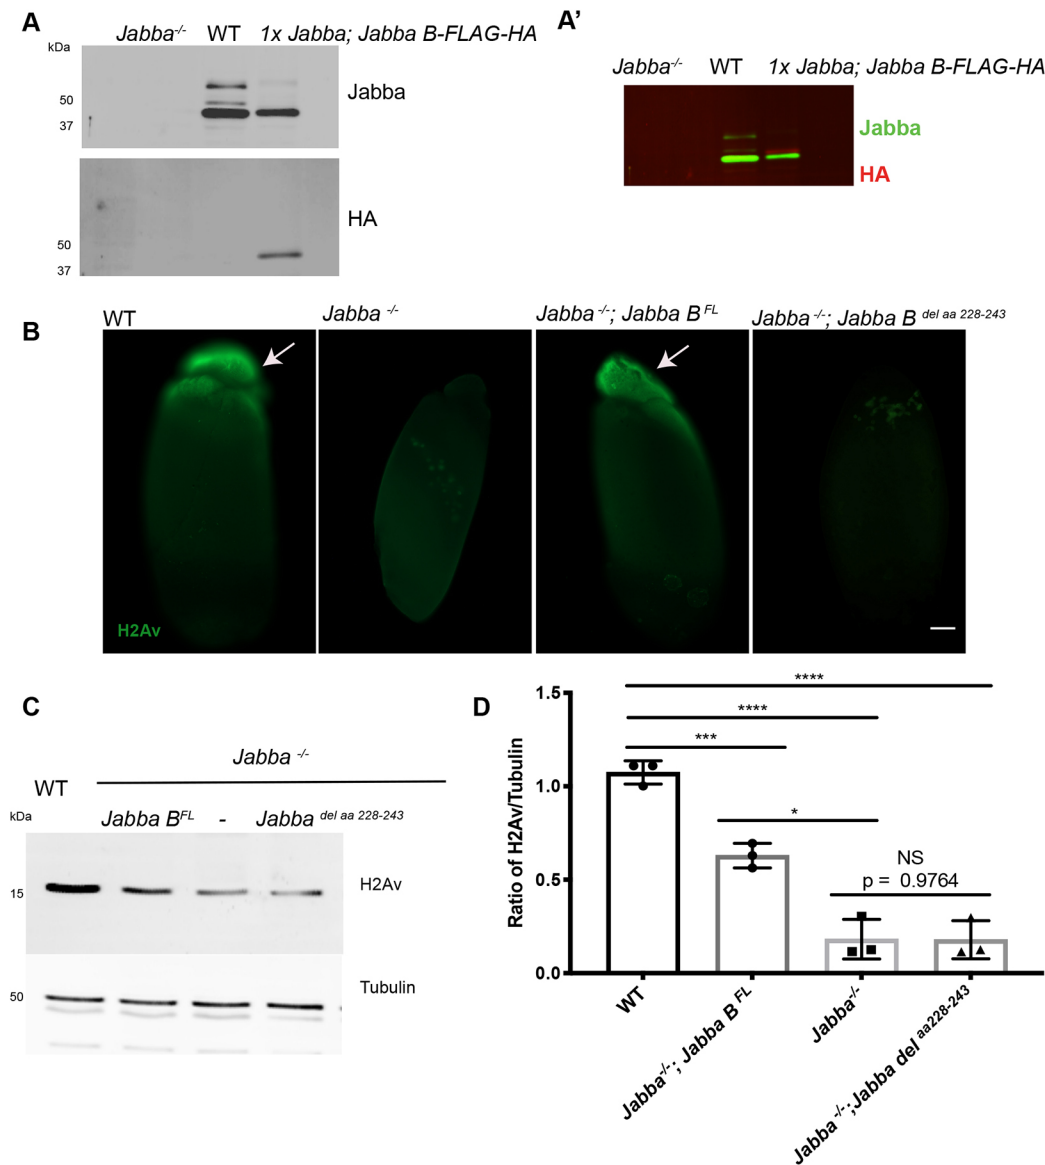 A
Jabba-/- WT 1x Jabba; Jabba B-FLAG-HA
kDa
50
37
Jabba
50
37
HA
A’
Jabba-/- WT 1x Jabba; Jabba B-FLAG-HA
Jabba
HA
B
WT
Jabba -/-
Jabba -/-; Jabba B FL
Jabba -/-; Jabba B del aa 228-243
H2Av
C
Jabba -/-
WT
kDa
Jabba BFL - Jabba del aa 228-243
15
H2Av
50
Tubulin
D
Ratio of H2Av/Tubulin
1.5
1.0
0.5
0.0
****
****
***
*
NS
p = 0.9764
WT
Jabba-/-; Jabba B FL
Jabba-/-
Jabba-/-;Jabba del aa228-243